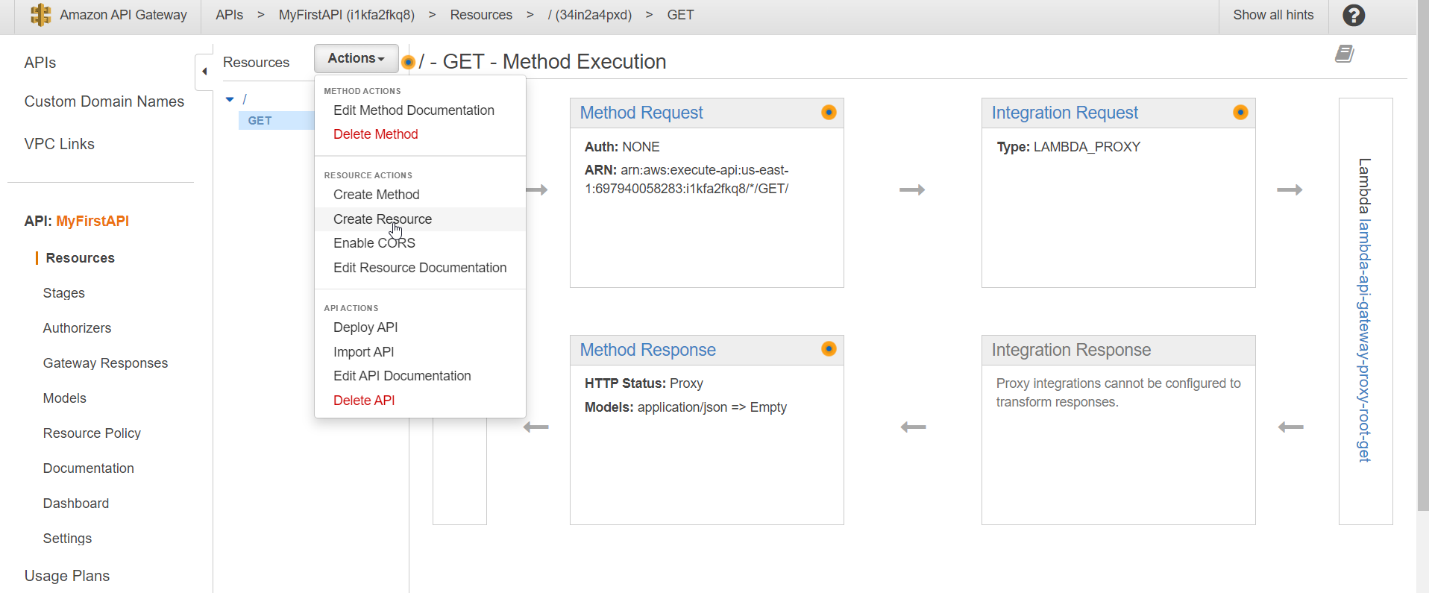 Amazon API Gateway
APIs > MyFirstAPI (i1kfa2fkq8) > Resources > / (34in2a4pxd) > GET
Show all hints
?
APIs
Custom Domain Names
VPC Links
API: MyFirstAPI
Resources
Stages
Authorizers
Gateway Responses
Models
Resource Policy
Documentation
Dashboard
Settings
Usage Plans
Resources
Actions
/
GET
METHOD ACTIONS
Edit Method Documentation
Delete Method
RESOURCE ACTIONS
Create Method
Create Resource
Enable CORS
Edit Resource Documentation
API ACTIONS
Deploy API
Import API
Edit API Documentation
Delete API
/ - GET - Method Execution
Method Request
Auth: NONE
ARN: arn:aws:execute-api:us-east-
1:697940058283:i1kfa2fkq8/*/GET/
Integration Request
Type: LAMBDA_PROXY
Method Response
HTTP Status: Proxy
Models: application/json => Empty
Integration Response
Proxy integrations cannot be configured to
transform responses.
Lambda lambda-api-gateway-proxy-root-get